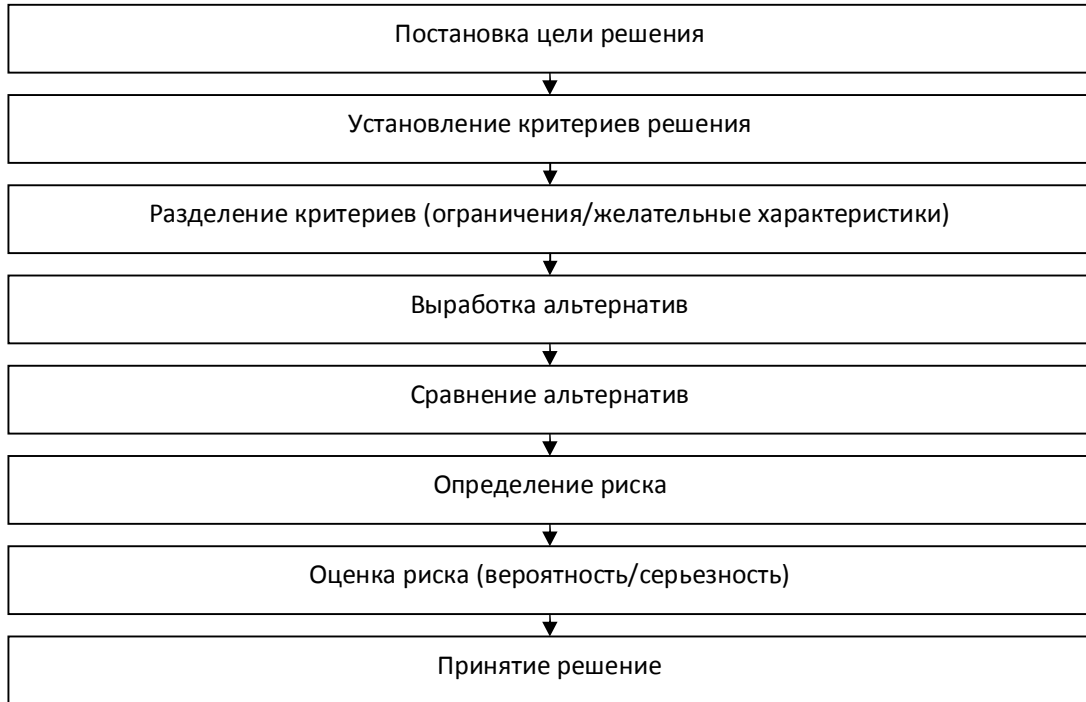 Постановка цели решения
Установление критериев решения
Разделение критериев (ограничения/желательные характеристики)
Выработка альтернатив
Сравнение альтернатив
Определение риска
Оценка риска (вероятность/серьезность)
Принятие решение